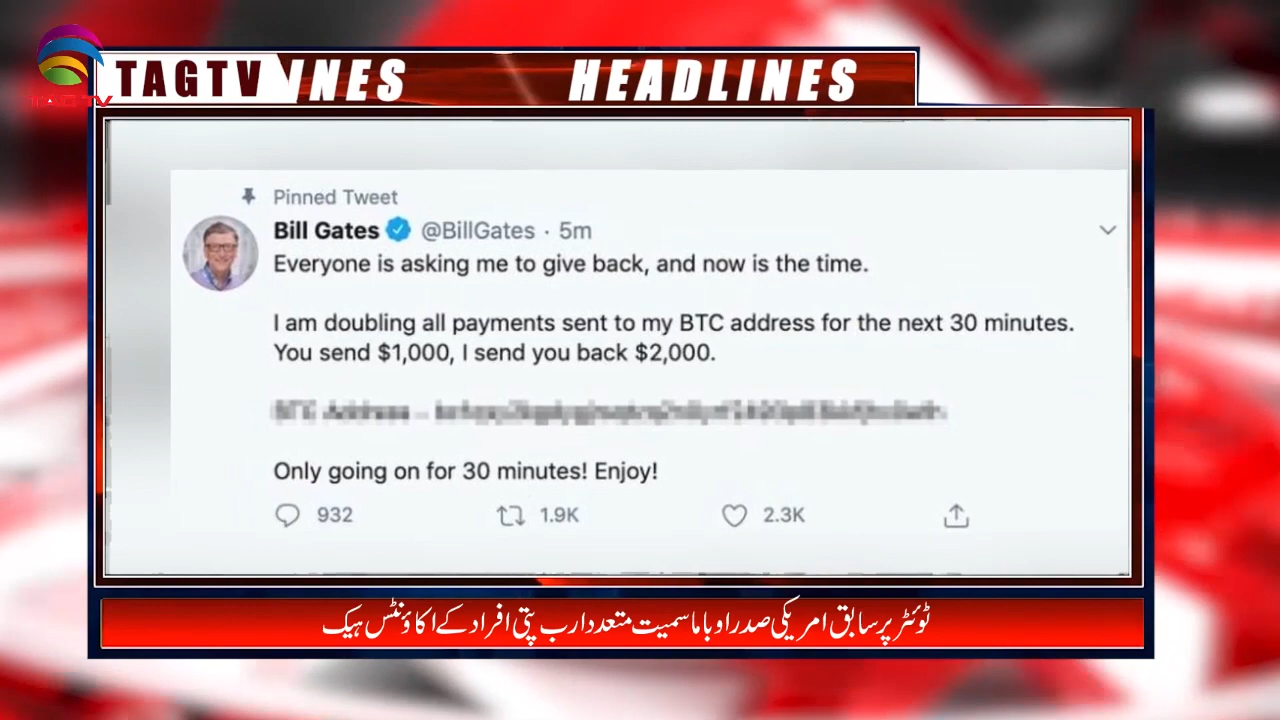 TAG TV
TAGTV INES HEADLINES
Pinned Tweet
Bill Gates @BillGates · 5m
Everyone is asking me to give back, and now is the time.
I am doubling all payments sent to my BTC address for the next 30 minutes.
You send $1,000, I send you back $2,000.
Only going on for 30 minutes! Enjoy!
932 1.9K 2.3K
ٹوئٹر پر سابق امریکی صدر اوباما سمیت متعدد ارب پتی افراد کے اکاؤنٹس ہیک